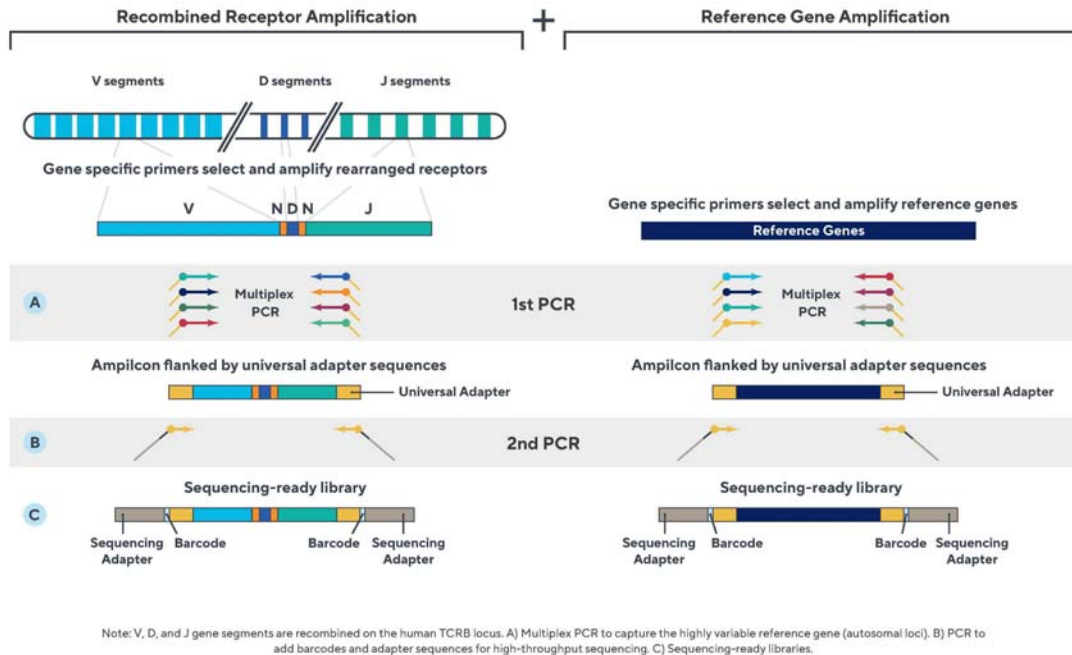 Recombined Receptor Amplification
+
Reference Gene Amplification
V segments
D segments
J segments
Gene specific primers select and amplify rearranged receptors
V
N D N
J
Gene specific primers select and amplify reference genes
Reference Genes
A
Multiplex
PCR
1st PCR
Multiplex
PCR
Ampilcon flanked by universal adapter sequences
Universal Adapter
Ampilcon flanked by universal adapter sequences
Universal Adapter
B
2nd PCR
C
Sequencing-ready library
Sequencing
Adapter
Barcode
Barcode
Sequencing
Adapter
Sequencing-ready library
Sequencing
Adapter
Barcode
Barcode
Sequencing
Adapter
Note: V, D, and J gene segments are recombined on the human TCRB locus. A) Multiplex PCR to capture the highly variable reference gene (autosomal loci). B) PCR to
add barcodes and adapter sequences for high-throughput sequencing. C) Sequencing-ready libraries.